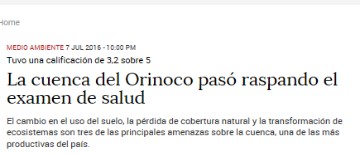 Home
MEDIO AMBIENTE 7 JUL 2016 - 10:00 PM
Tuvo una calificación de 3,2 sobre 5
La cuenca del Orinoco pasó raspando el
examen de salud
El cambio en el uso del suelo, la pérdida de cobertura natural y la transformación de
ecosistemas son tres de las principales amenazas sobre la cuenca, una de las más
productivas del país.